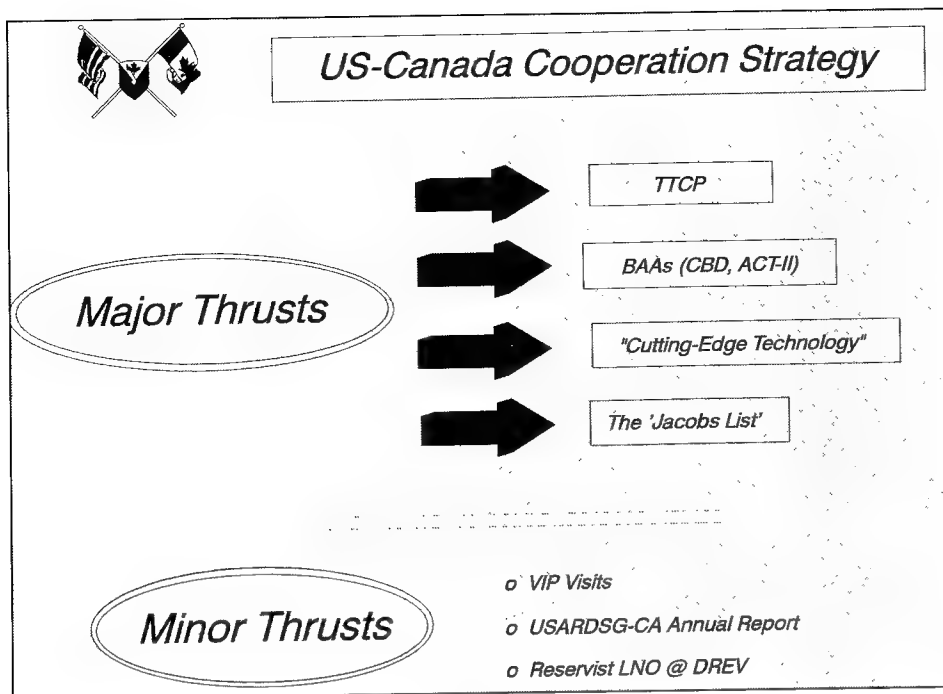 US-Canada Cooperation Strategy
TTCP
BAAs (CBD, ACT-II)
Major Thrusts
"Cutting-Edge Technology"
The 'Jacobs List'
Minor Thrusts
o VIP Visits
o USARDSG-CA Annual Report
o Reservist LNO @ DREV